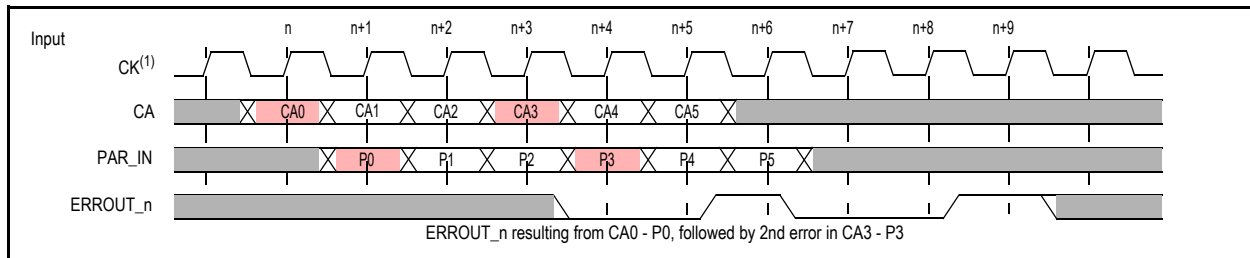 n n+1 n+2 n+3 n+4 n+5 n+6 n+7 n+8 n+9
Input
CK(1)
CA CA0 CA1 CA2 CA3 CA4 CA5
PAR_IN P0 P1 P2 P3 P4 P5
ERROUT_n
ERROUT_n resulting from CA0 - P0, followed by 2nd error in CA3 - P3